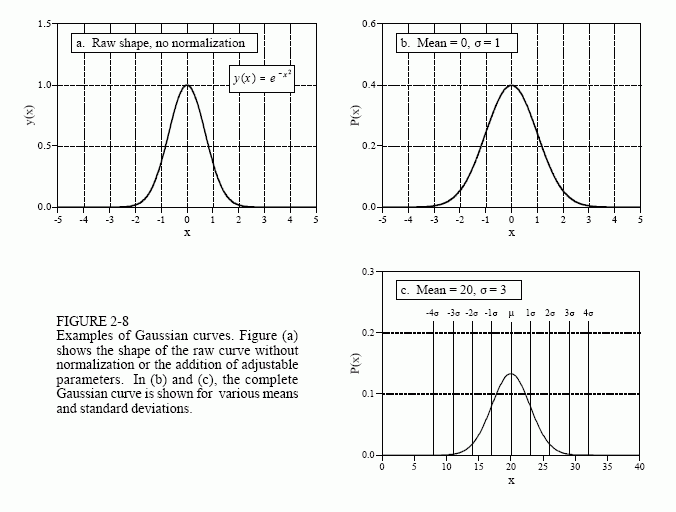 1.5
a. Raw shape, no normalization
y(x) = e^-x²
1.0
0.5
0.0
y(x)
-5 -4 -3 -2 -1 0 1 2 3 4 5
x
0.6
b. Mean = 0, σ = 1
0.4
0.2
0.0
P(x)
-5 -4 -3 -2 -1 0 1 2 3 4 5
x
FIGURE 2-8
Examples of Gaussian curves. Figure (a)
shows the shape of the raw curve without
normalization or the addition of adjustable
parameters. In (b) and (c), the complete
Gaussian curve is shown for various means
and standard deviations.
0.3
c. Mean = 20, σ = 3
-4σ -3σ -2σ -1σ μ 1σ 2σ 3σ 4σ
0.2
0.1
0.0
P(x)
0 5 10 15 20 25 30 35 40
x